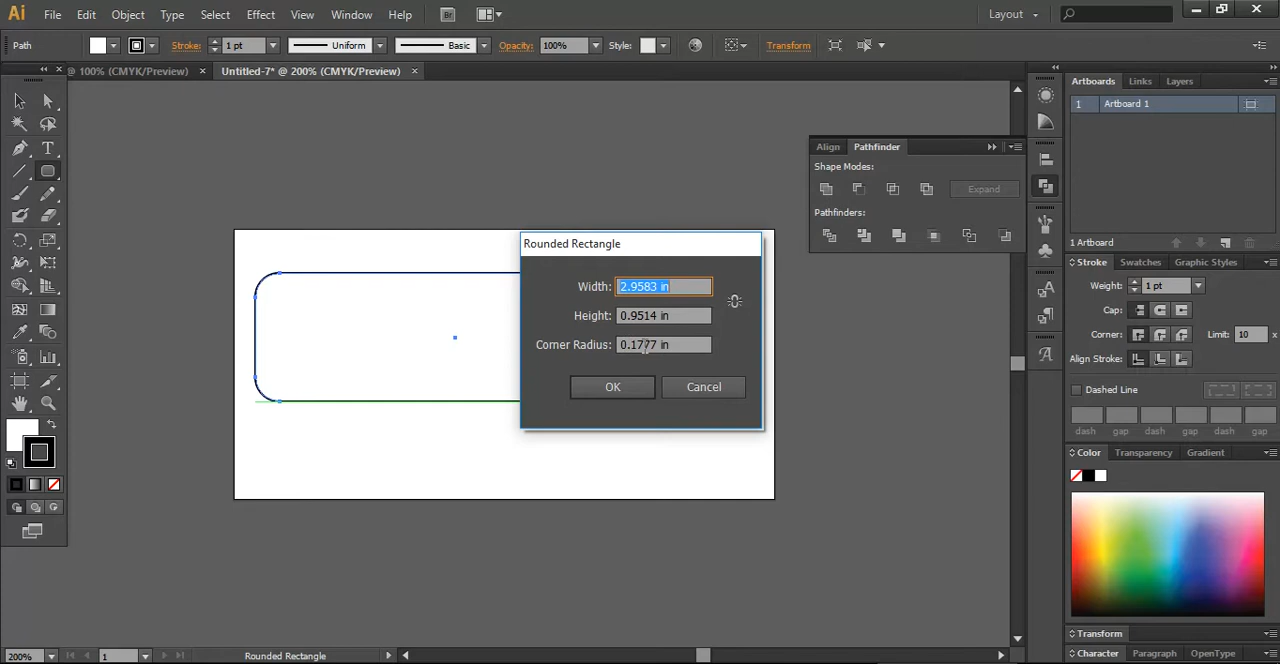 Ai File Edit Object Type Select Effect View Window Help Br Layout
Path Stroke: 1 pt Uniform Basic Opacity: 100% Style: Transform
@ 100% (CMYK/Preview) × Untitled-7* @ 200% (CMYK/Preview) ×
Artboards Links Layers
1 Artboard 1
Align Pathfinder
Shape Modes:
Expand
Pathfinders:
1 Artboard
Rounded Rectangle
Width: 2.9583 in
Height: 0.9514 in
Corner Radius: 0.1777 in
OK Cancel
Stroke Swatches Graphic Styles
Weight: 1 pt
Cap:
Corner: Limit: 10 x
Align Stroke:
Dashed Line
dash gap dash gap dash gap
Color Transparency Gradient
Transform
Character Paragraph OpenType
200% 1 Rounded Rectangle